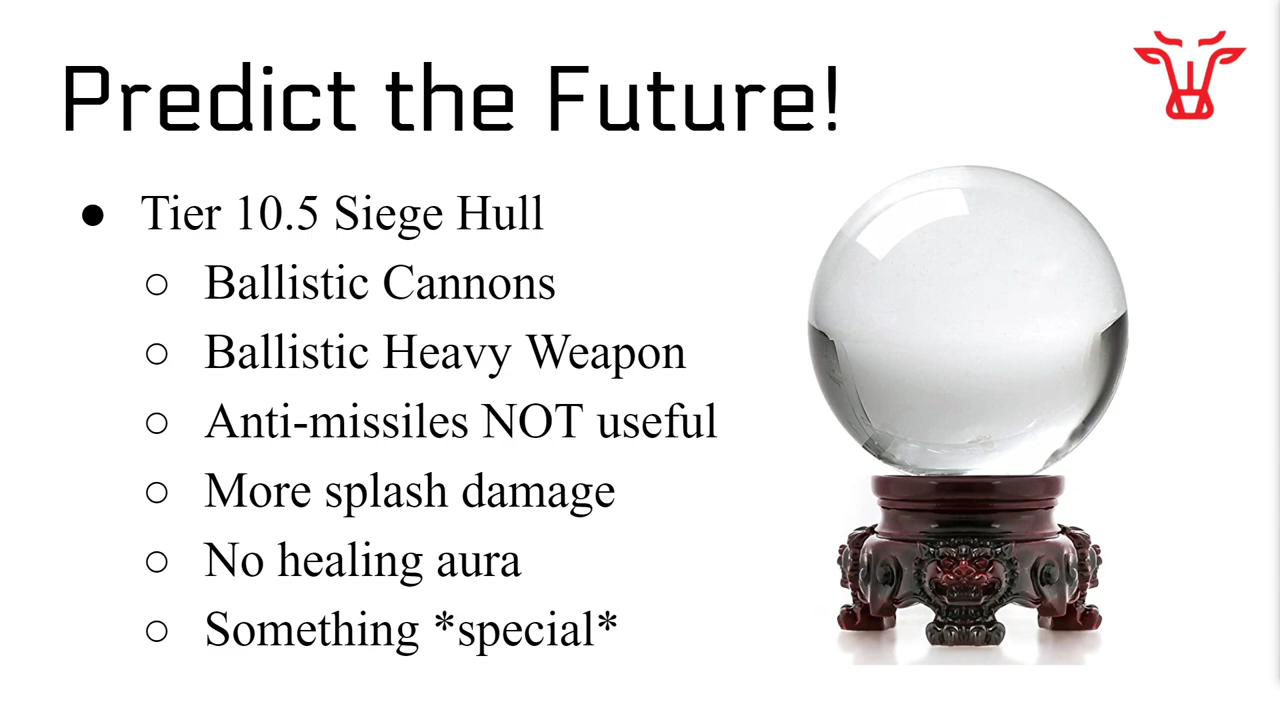 Predict the Future!
● Tier 10.5 Siege Hull
○ Ballistic Cannons
○ Ballistic Heavy Weapon
○ Anti-missiles NOT useful
○ More splash damage
○ No healing aura
○ Something *special*